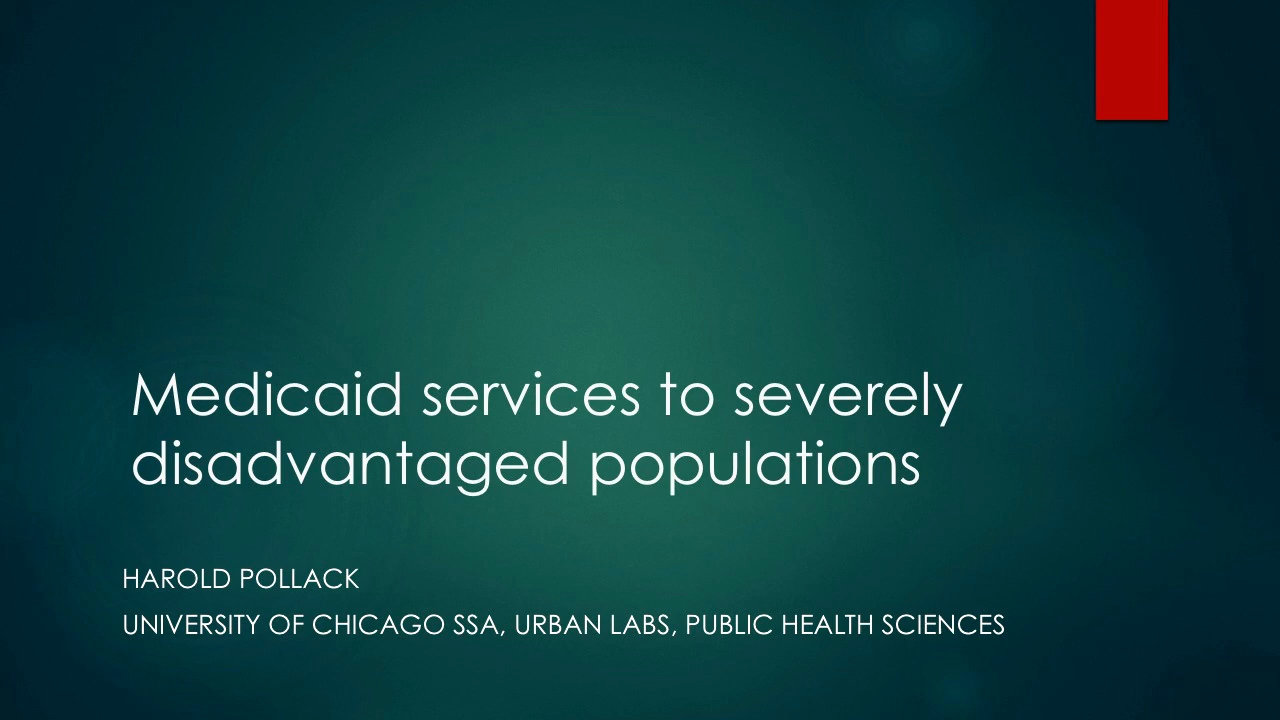 Medicaid services to severely
disadvantaged populations
HAROLD POLLACK
UNIVERSITY OF CHICAGO SSA, URBAN LABS, PUBLIC HEALTH SCIENCES